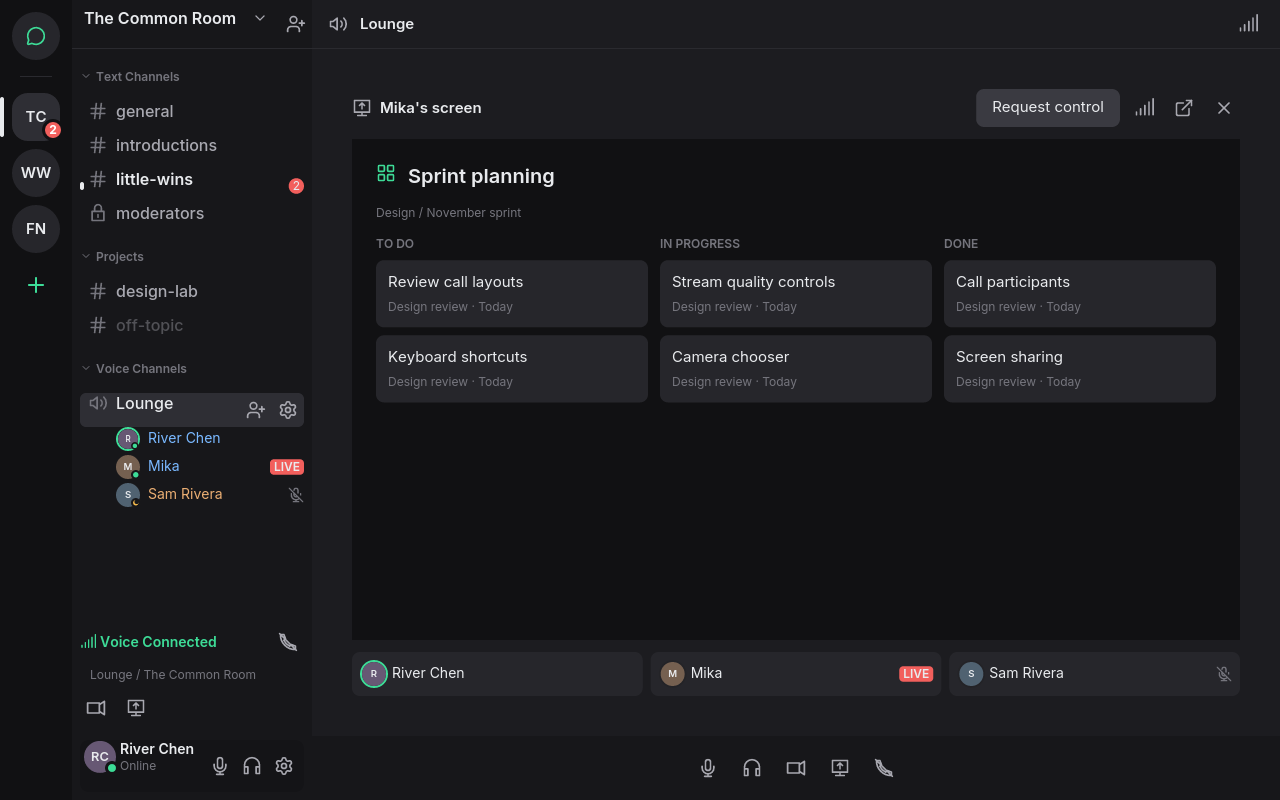 TC
2
WW
FN
The Common Room
Text Channels
general
introductions
little-wins
2
moderators
Projects
design-lab
off-topic
Voice Channels
Lounge
R
River Chen
M
Mika
LIVE
S
Sam Rivera
Voice Connected
Lounge / The Common Room
RC
River Chen
Online
Lounge
Mika's screen
Request control
Sprint planning
Design / November sprint
TO DO
Review call layouts
Design review · Today
Keyboard shortcuts
Design review · Today
IN PROGRESS
Stream quality controls
Design review · Today
Camera chooser
Design review · Today
DONE
Call participants
Design review · Today
Screen sharing
Design review · Today
R
River Chen
M
Mika
LIVE
S
Sam Rivera